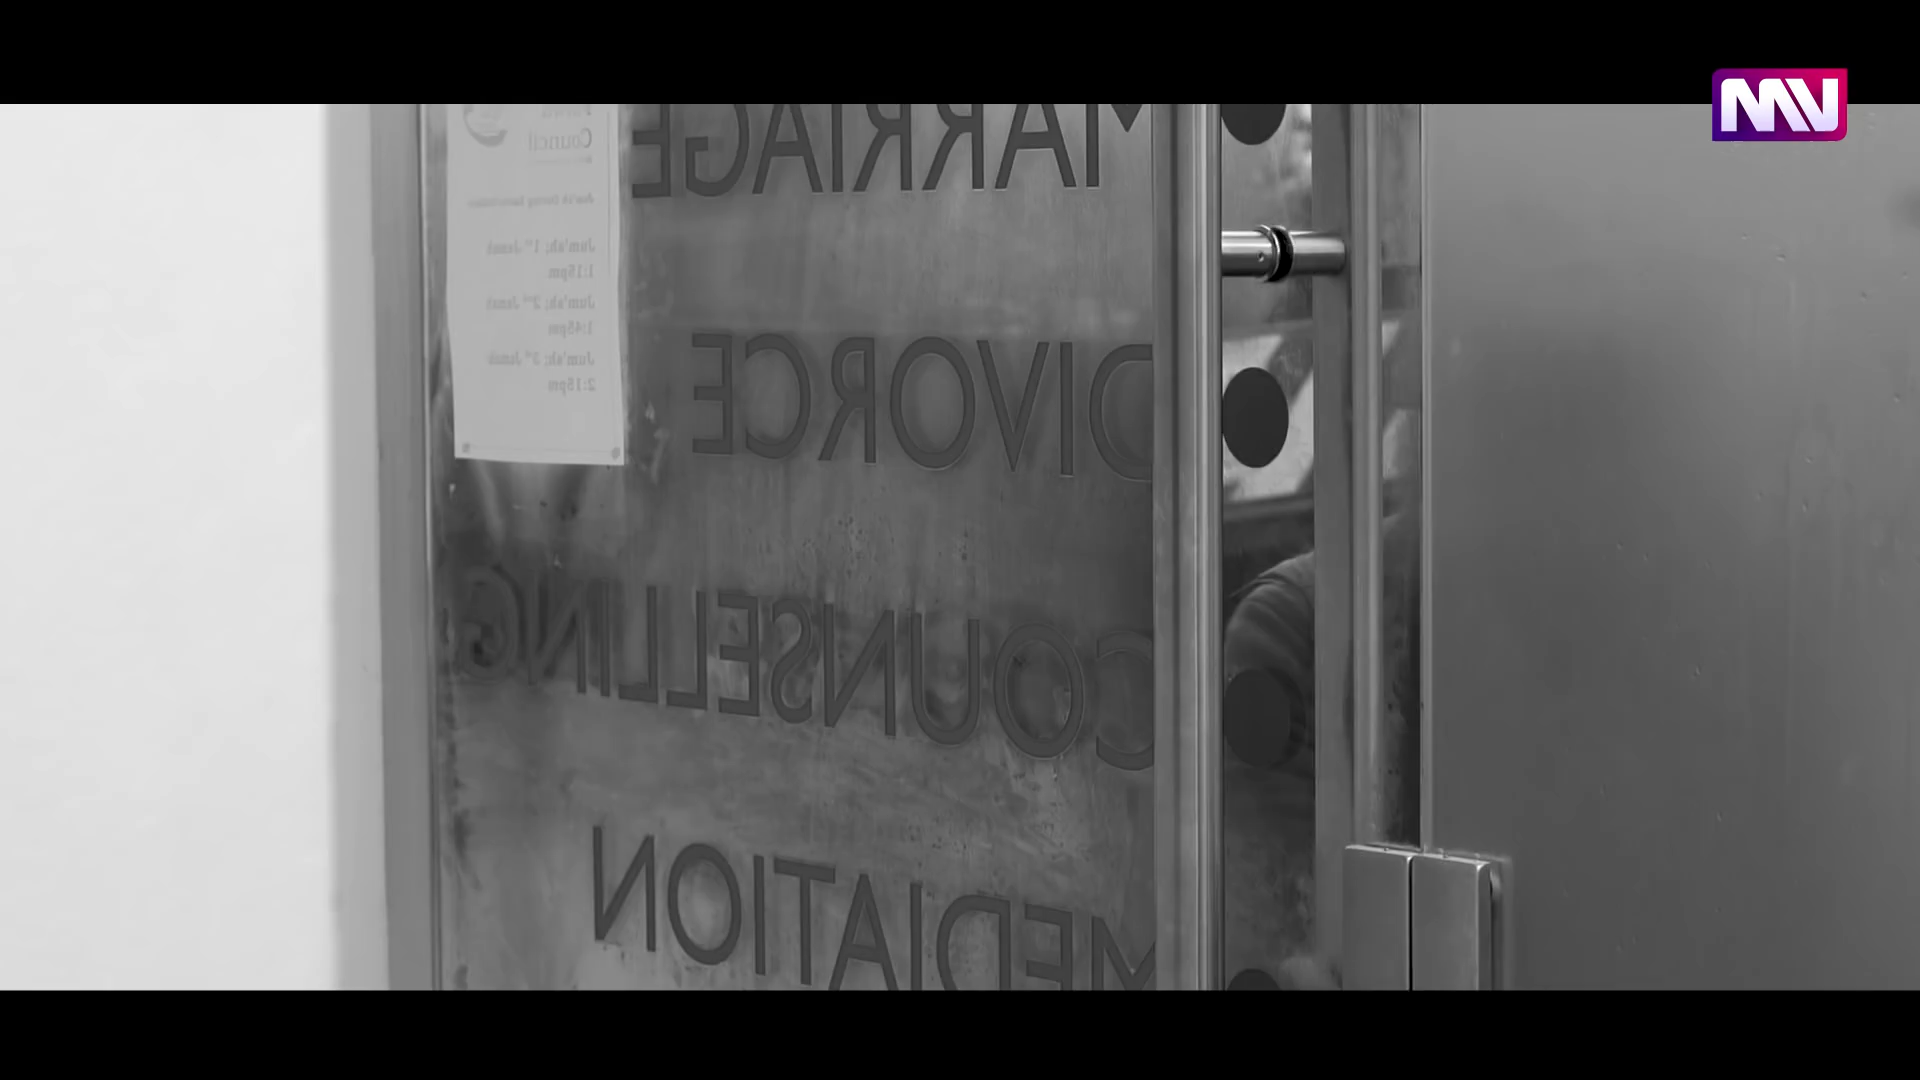 MV
Council
Jum'ah; 1st Jamah
1:15pm
Jum'ah; 2nd Jamah
1:45pm
Jum'ah; 3rd Jamah
2:15pm
MARRIAGE
DIVORCE
COUNSELLING
MEDIATION